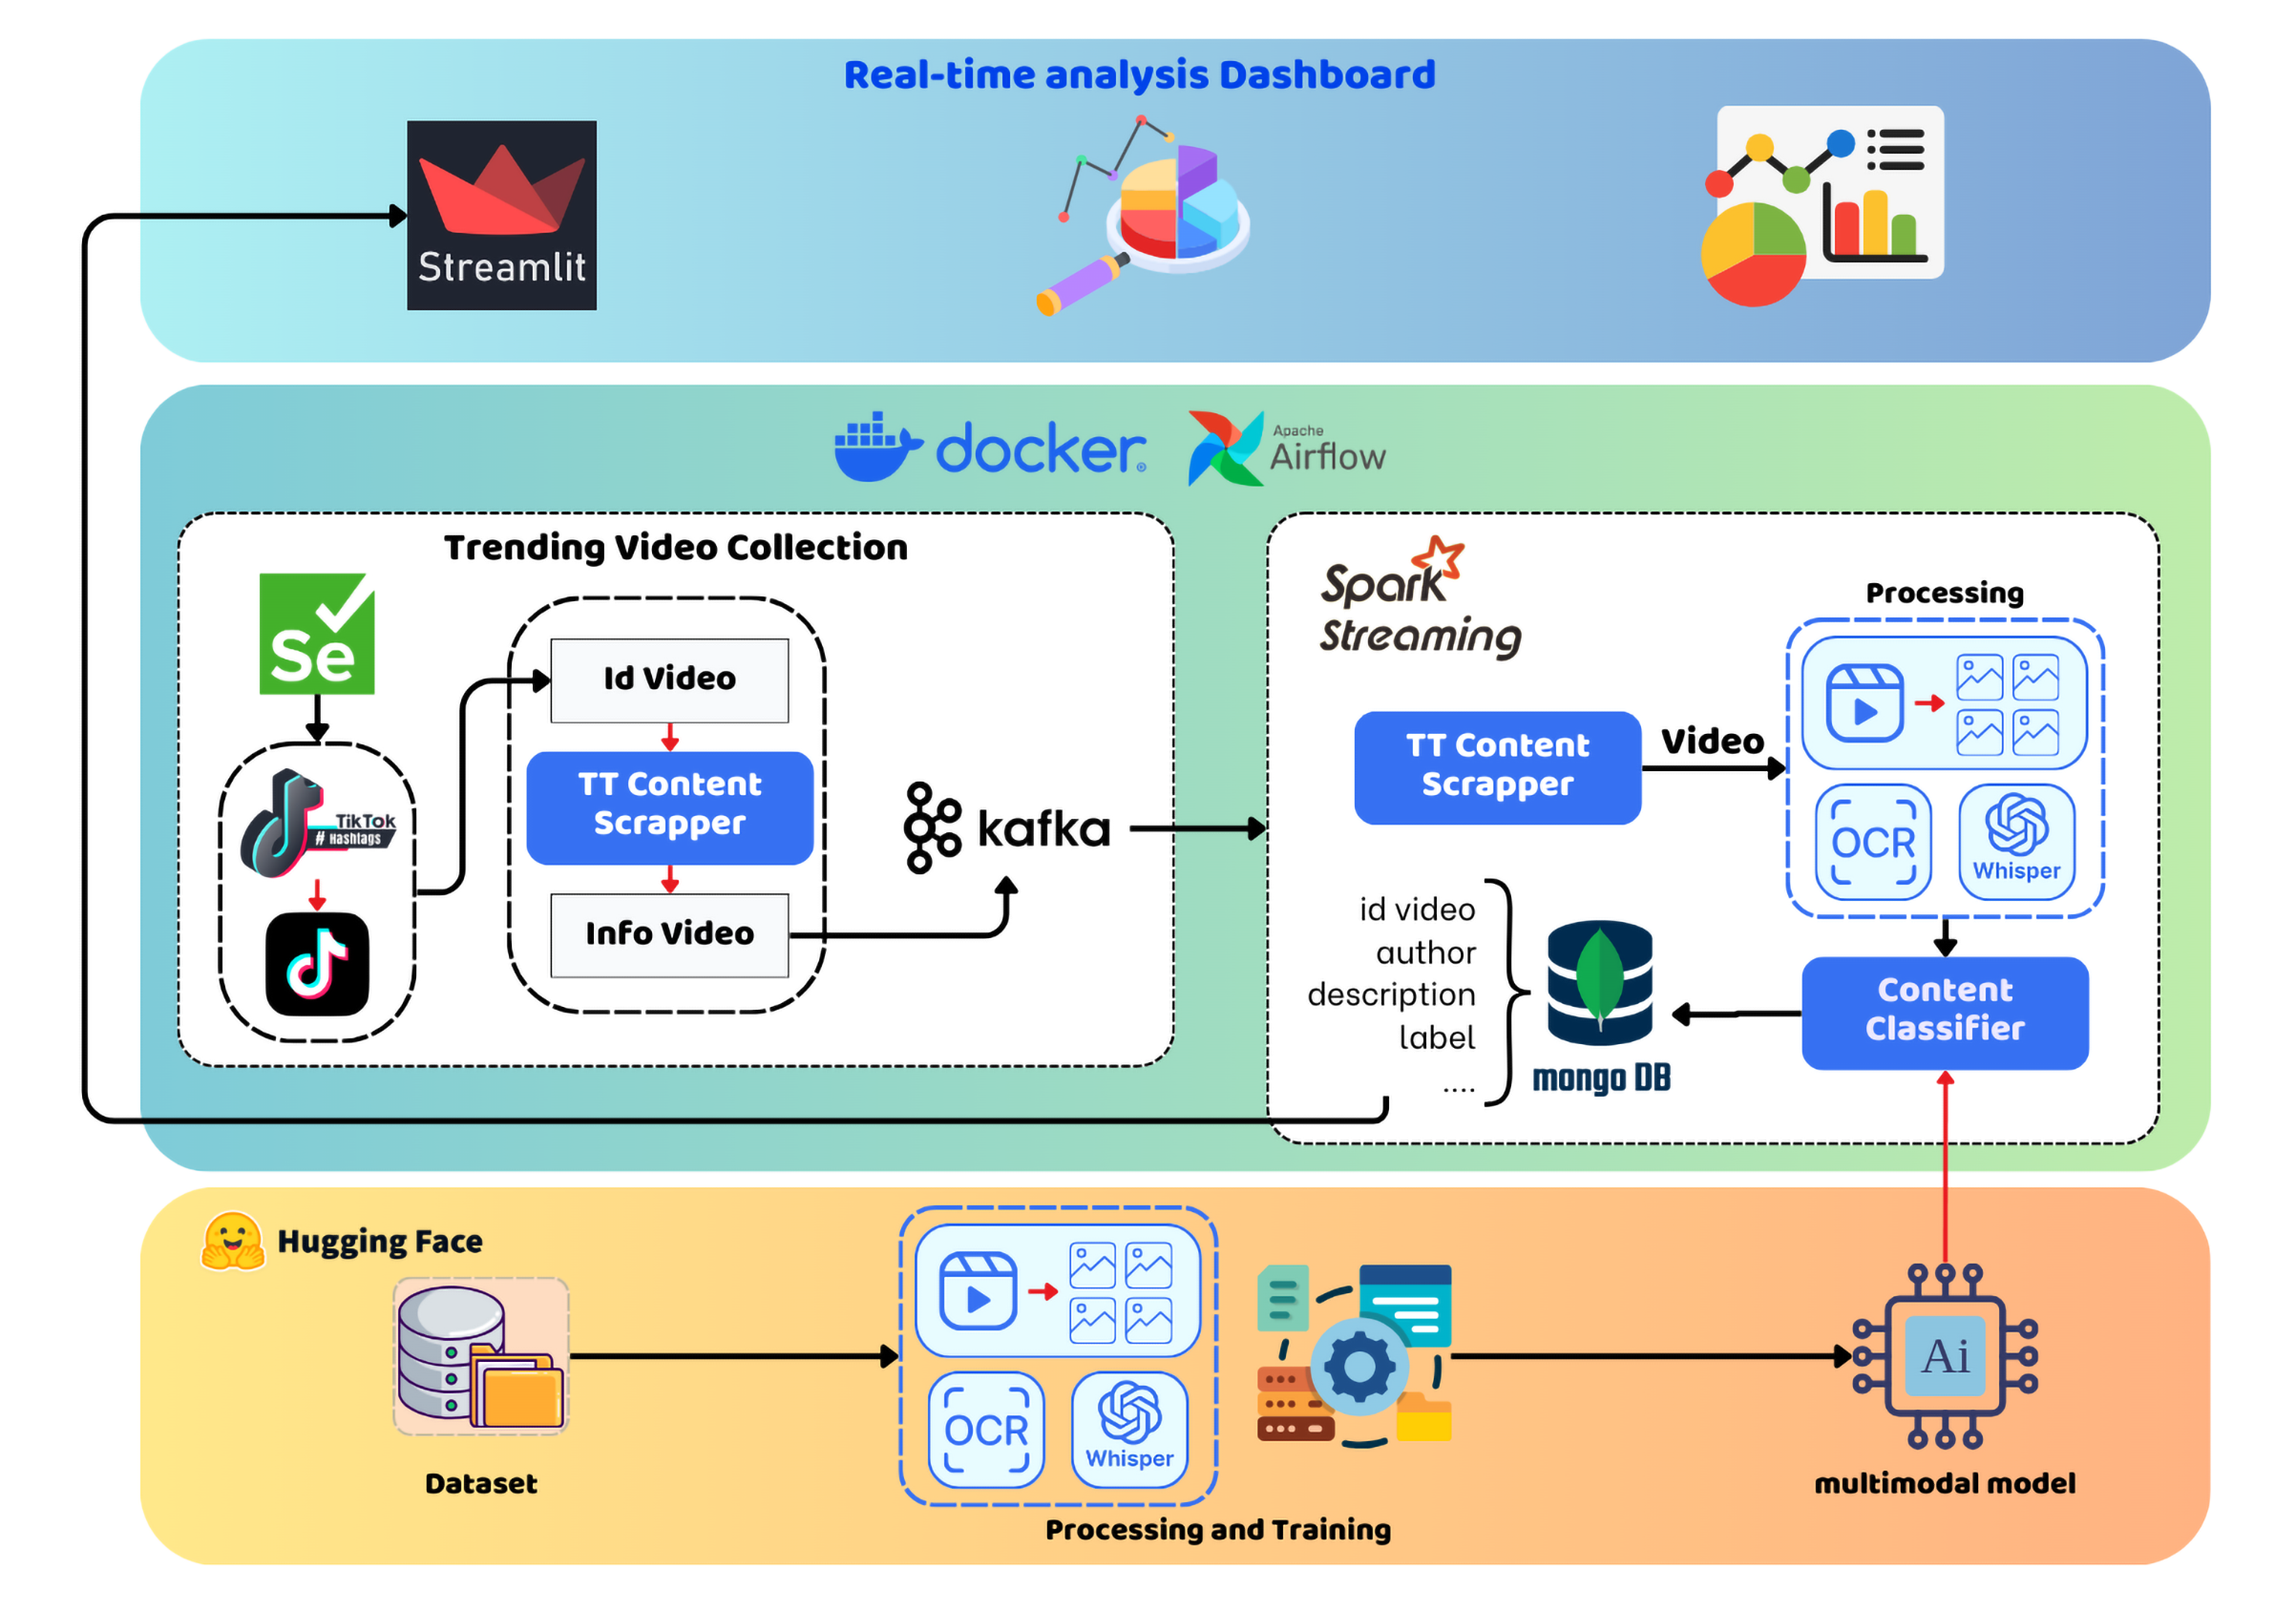 Real-time analysis Dashboard
Streamlit
docker
Apache
Airflow
Trending Video Collection
Se
TikTok
# Hashtags
Id Video
TT Content
Scrapper
Info Video
kafka
Spark
Streaming
TT Content
Scrapper
Video
Processing
OCR
Whisper
Content
Classifier
id video
author
description
label
....
mongo DB
Hugging Face
Dataset
OCR
Whisper
Processing and Training
Ai
multimodal model